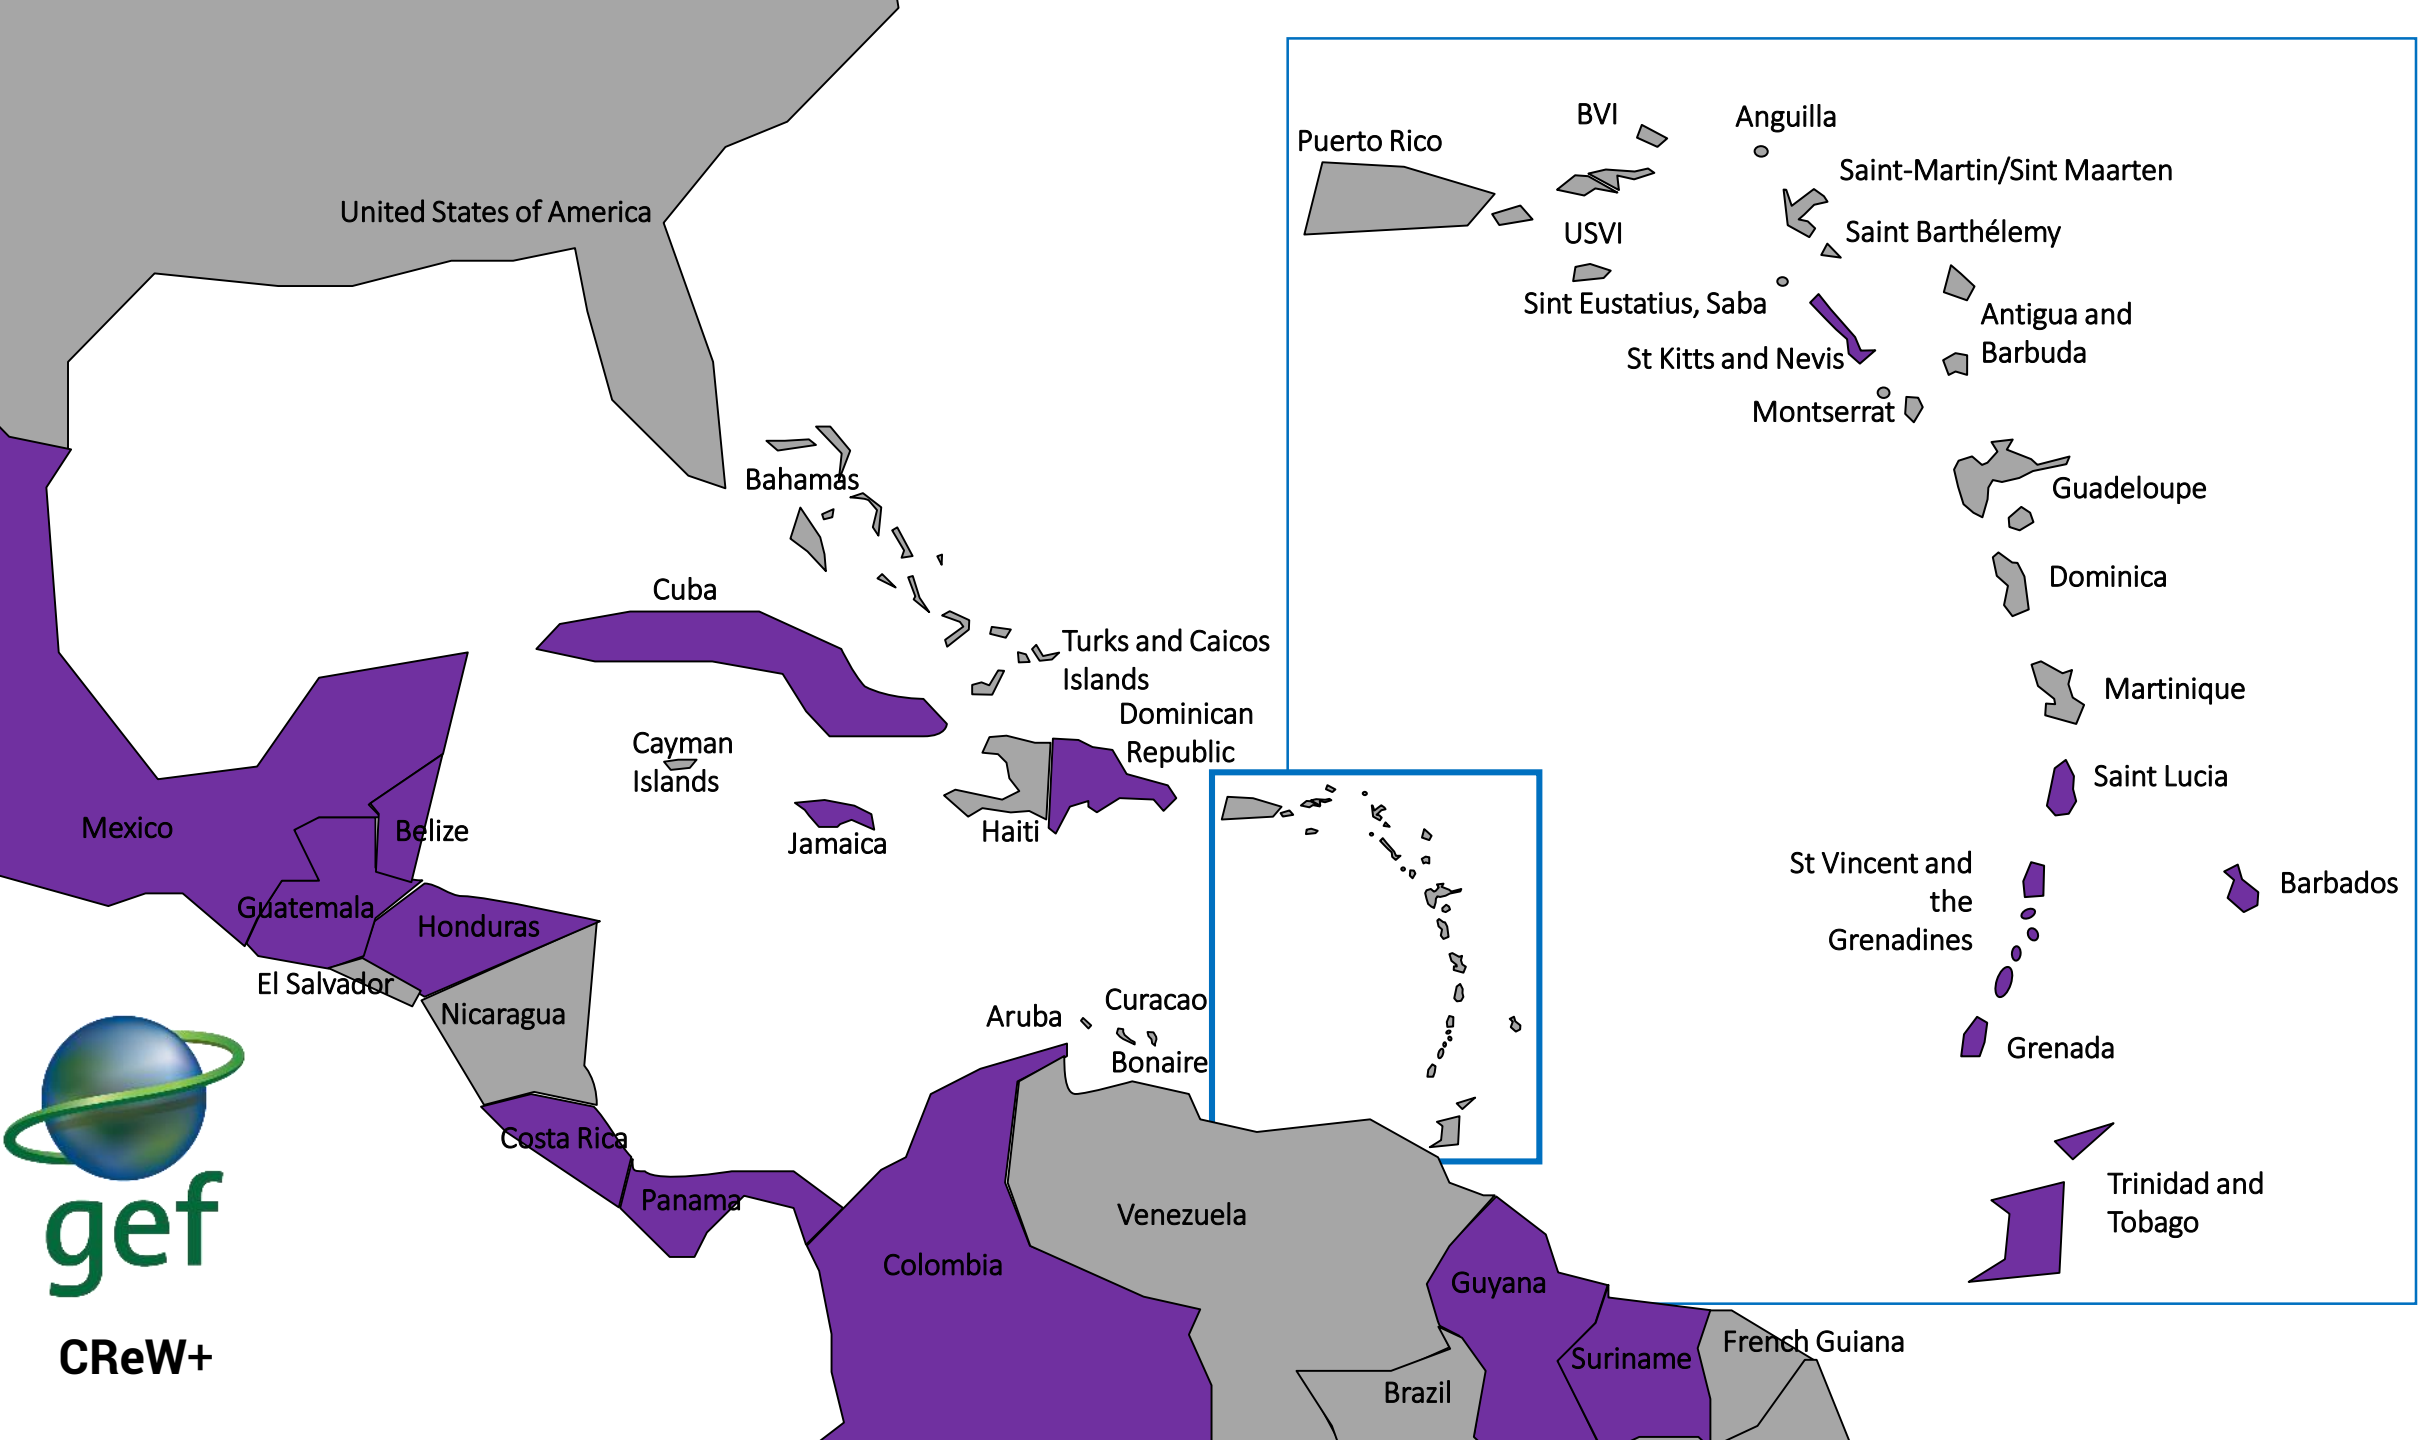 United States of America
Bahamas
Cuba
Turks and Caicos
Islands
Dominican
Republic
Cayman
Islands
Jamaica
Haiti
Mexico
Belize
Guatemala
Honduras
El Salvador
Nicaragua
Aruba
Curacao
Bonaire
Costa Rica
Panama
Colombia
Venezuela
Guyana
Suriname
French Guiana
Brazil
Puerto Rico
BVI
Anguilla
Saint-Martin/Sint Maarten
USVI
Saint Barthélemy
Sint Eustatius, Saba
Antigua and
Barbuda
St Kitts and Nevis
Montserrat
Guadeloupe
Dominica
Martinique
Saint Lucia
St Vincent and
the
Grenadines
Barbados
Grenada
Trinidad and
Tobago
gef
CReW+